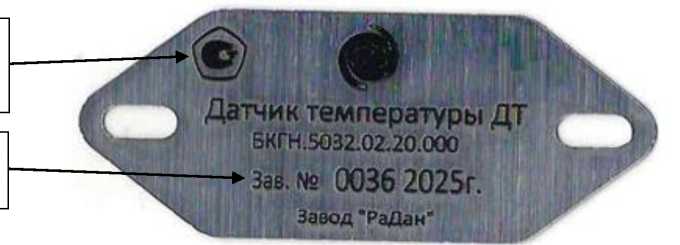 Датчик температуры ДТ
БКГН.5032.02.20.000
Зав. № 0036 2025г.
Завод "РаДан"